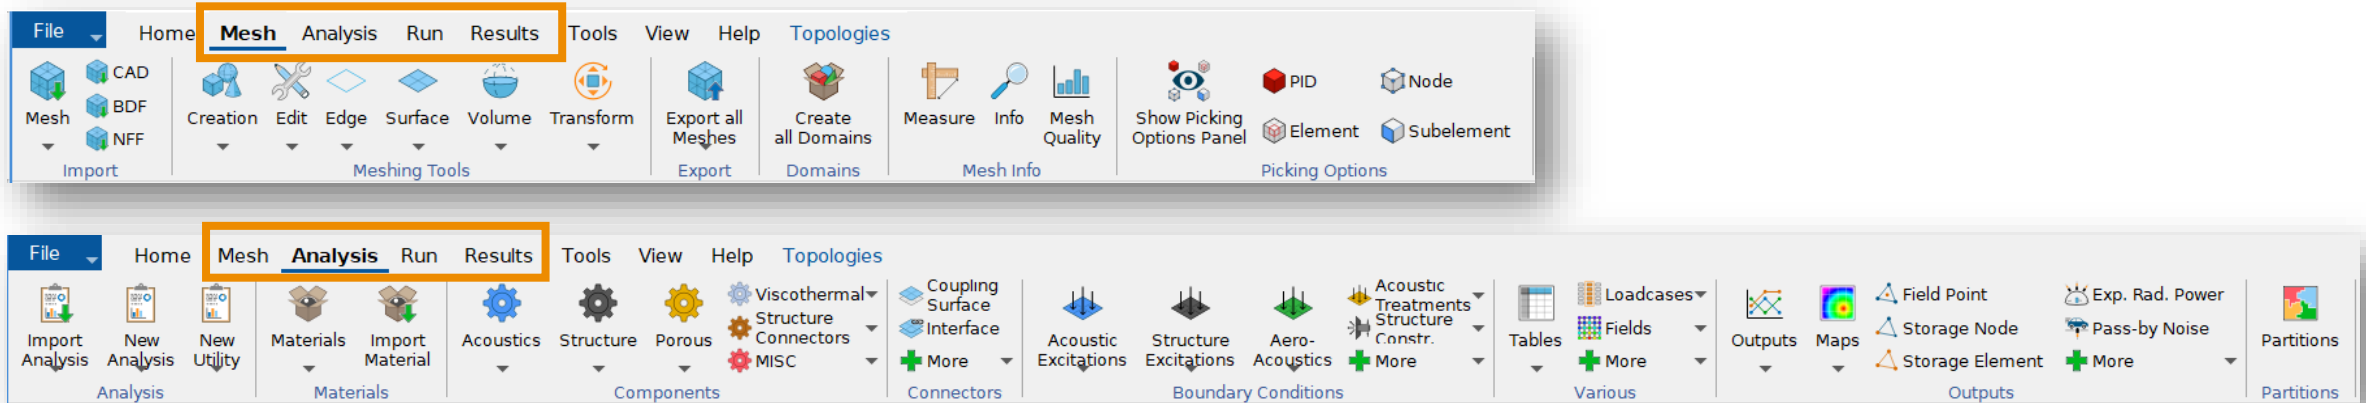 File Home Mesh Analysis Run Results Tools View Help Topologies
Mesh
CAD
BDF
NFF
Import
Creation Edit Edge Surface Volume Transform
Meshing Tools
Export all
Meshes
Export
Create
all Domains
Domains
Measure Info Mesh
Quality
Mesh Info
Show Picking
Options Panel
PID
Element
Node
Subelement
Picking Options
File Home Mesh Analysis Run Results Tools View Help Topologies
Import
Analysis
New
Analysis
New
Utility
Analysis
Materials
Import
Material
Materials
Acoustics Structure Porous
Viscothermal
Structure
Connectors
MISC
Components
Coupling
Surface
Interface
More
Connectors
Acoustic
Excitations
Structure
Excitations
Aero-
Acoustics
Acoustic
Treatments
Structure
Constr.
More
Boundary Conditions
Tables
Loadcases
Fields
More
Various
Outputs Maps
Field Point
Storage Node
Storage Element
Exp. Rad. Power
Pass-by Noise
More
Outputs
Partitions
Partitions